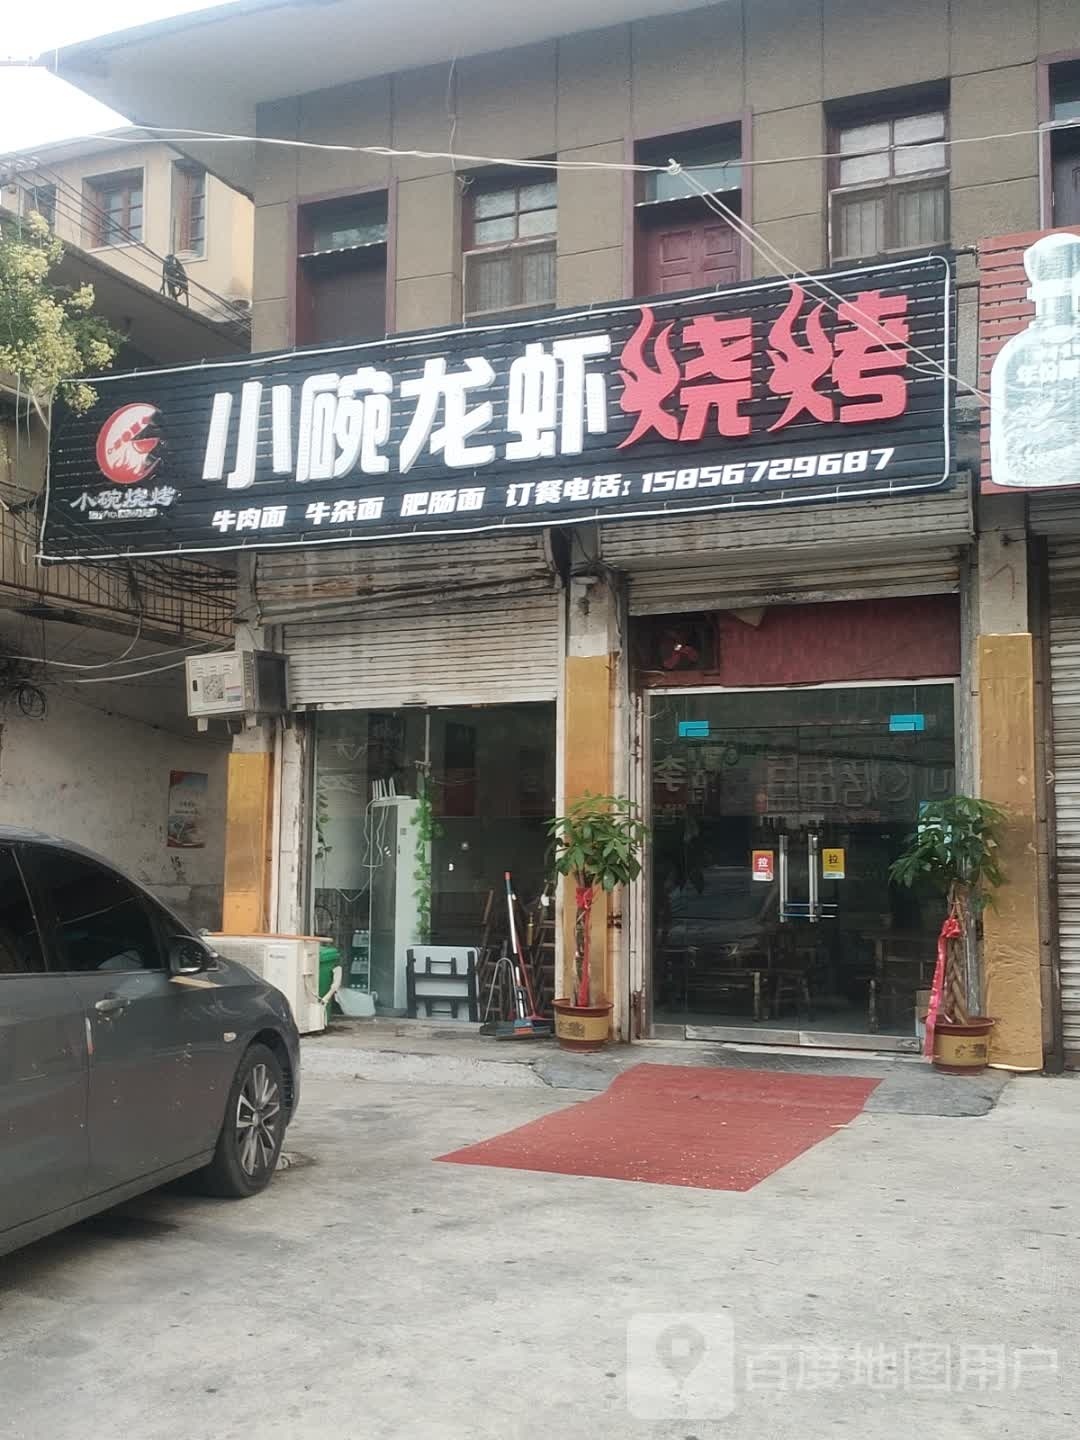 小碗龙虾烧烤
小碗烧烤
牛肉面 牛杂面 肥肠面 订餐电话:15856729687
拉
拉
百度地图用户